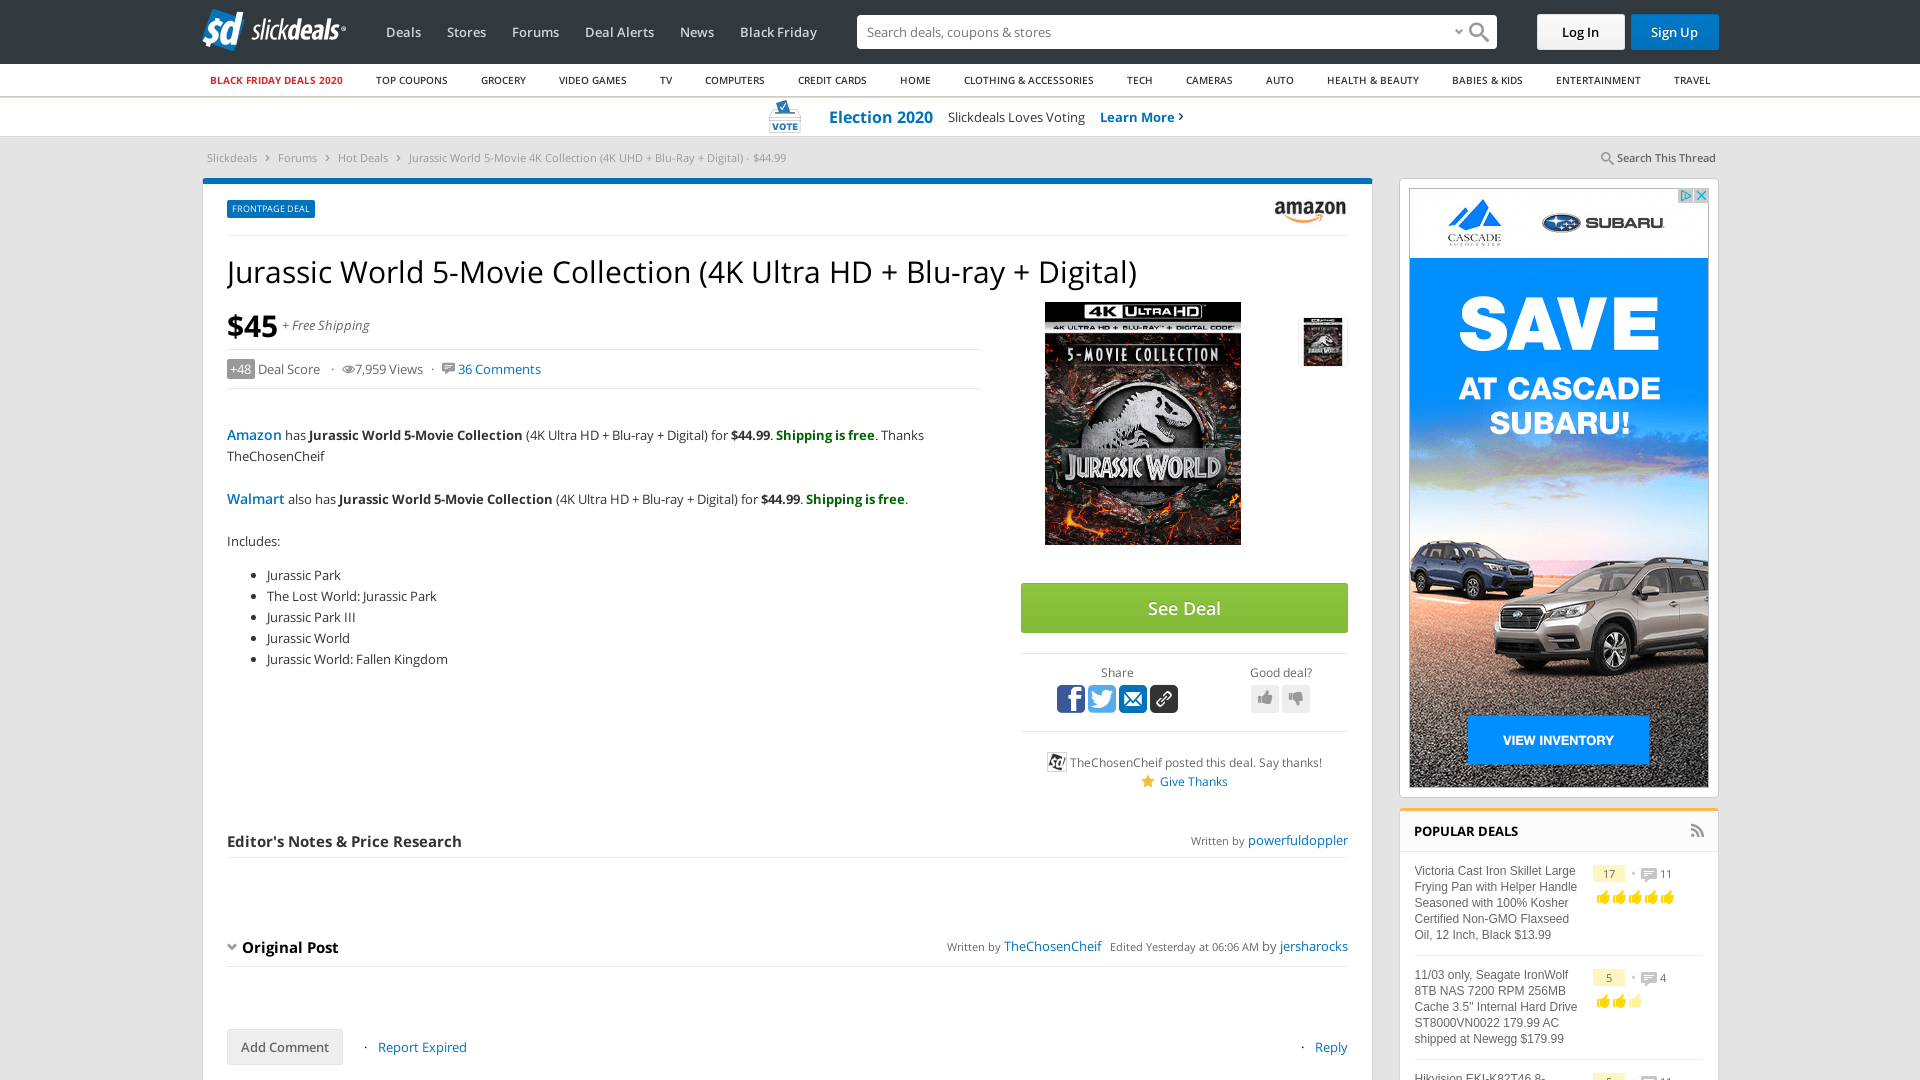 sd slickdeals
Deals
Stores
Forums
Deal Alerts
News
Black Friday
Search deals, coupons & stores
Log In
Sign Up
BLACK FRIDAY DEALS 2020
TOP COUPONS
GROCERY
VIDEO GAMES
TV
COMPUTERS
CREDIT CARDS
HOME
CLOTHING & ACCESSORIES
TECH
CAMERAS
AUTO
HEALTH & BEAUTY
BABIES & KIDS
ENTERTAINMENT
TRAVEL
VOTE
Election 2020 Slickdeals Loves Voting Learn More
Slickdeals › Forums › Hot Deals › Jurassic World 5-Movie 4K Collection (4K UHD + Blu-Ray + Digital) - $44.99
Search This Thread
FRONTPAGE DEAL
amazon
Jurassic World 5-Movie Collection (4K Ultra HD + Blu-ray + Digital)
$45 + Free Shipping
+48 Deal Score · 7,959 Views · 36 Comments
Amazon has Jurassic World 5-Movie Collection (4K Ultra HD + Blu-ray + Digital) for $44.99. Shipping is free. Thanks
TheChosenCheif
Walmart also has Jurassic World 5-Movie Collection (4K Ultra HD + Blu-ray + Digital) for $44.99. Shipping is free.
Includes:
Jurassic Park
The Lost World: Jurassic Park
Jurassic Park III
Jurassic World
Jurassic World: Fallen Kingdom
4K ULTRA HD
4K ULTRA HD + BLU-RAY + DIGITAL CODE
5-MOVIE COLLECTION
JURASSIC WORLD
See Deal
Share
Good deal?
TheChosenCheif posted this deal. Say thanks!
Give Thanks
Editor's Notes & Price Research
Written by powerfuldoppler
Original Post
Written by TheChosenCheif Edited Yesterday at 06:06 AM by jersharocks
Add Comment · Report Expired
· Reply
CASCADE
AUTOCENTER
SUBARU
SAVE
AT CASCADE
SUBARU!
VIEW INVENTORY
POPULAR DEALS
Victoria Cast Iron Skillet Large
Frying Pan with Helper Handle
Seasoned with 100% Kosher
Certified Non-GMO Flaxseed
Oil, 12 Inch, Black $13.99
17 • 11
11/03 only, Seagate IronWolf
8TB NAS 7200 RPM 256MB
Cache 3.5" Internal Hard Drive
ST8000VN0022 179.99 AC
shipped at Newegg $179.99
5 • 4
Hikvision EKI-K82T46 8-
5 • 11